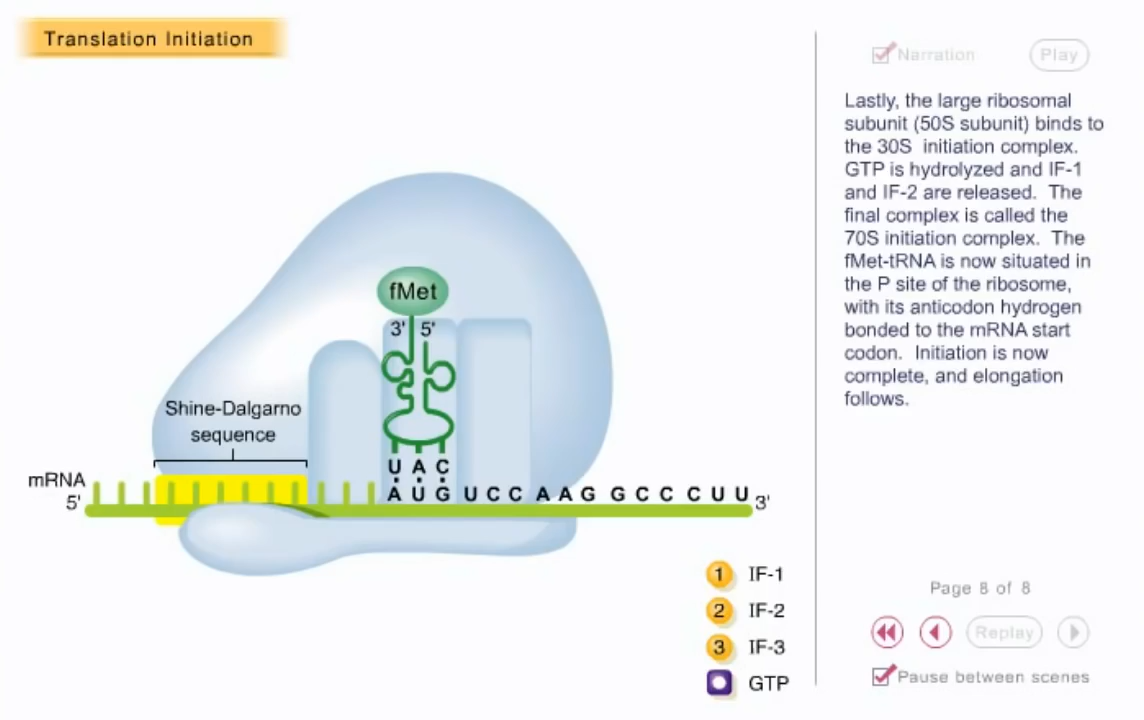 Translation Initiation
Narration
Play
Lastly, the large ribosomal
subunit (50S subunit) binds to
the 30S initiation complex.
GTP is hydrolyzed and IF-1
and IF-2 are released. The
final complex is called the
70S initiation complex. The
fMet-tRNA is now situated in
the P site of the ribosome,
with its anticodon hydrogen
bonded to the mRNA start
codon. Initiation is now
complete, and elongation
follows.
fMet
3' 5'
Shine-Dalgarno
sequence
U A C
mRNA
5'
A U G U C C A A G G C C C U U
3'
1 IF-1
2 IF-2
3 IF-3
GTP
Page 8 of 8
Replay
Pause between scenes